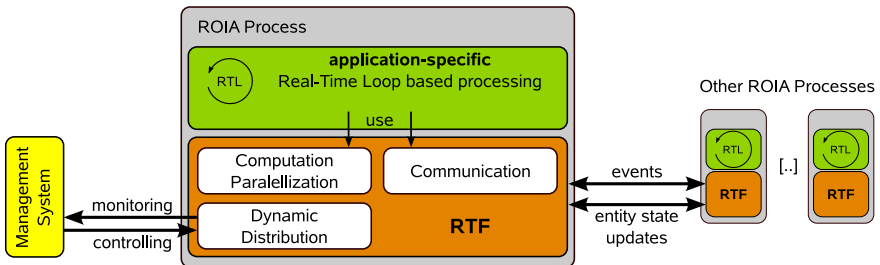 ROIA Process
application-specific
Real-Time Loop based processing
RTL
use
Computation
Paralellization
Communication
Dynamic
Distribution
RTF
Management
System
monitoring
controlling
events
entity state
updates
Other ROIA Processes
RTL
RTF
[..]
RTL
RTF